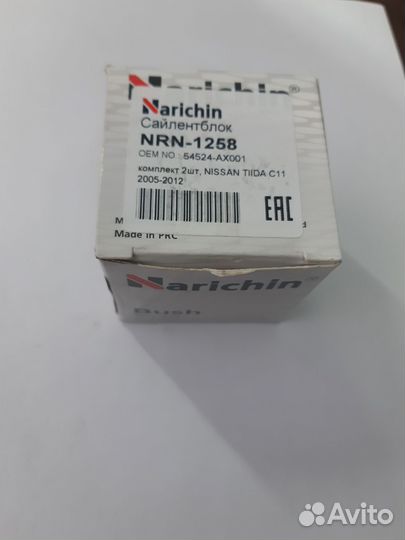 Narichin®
Narichin
Сайлентблок
NRN-1258
OEM NO : 54524-AX001
комплект 2шт, NISSAN TIIDA C11
2005-2012
EAC
Made in PRC
Narichin
Bush
Avito